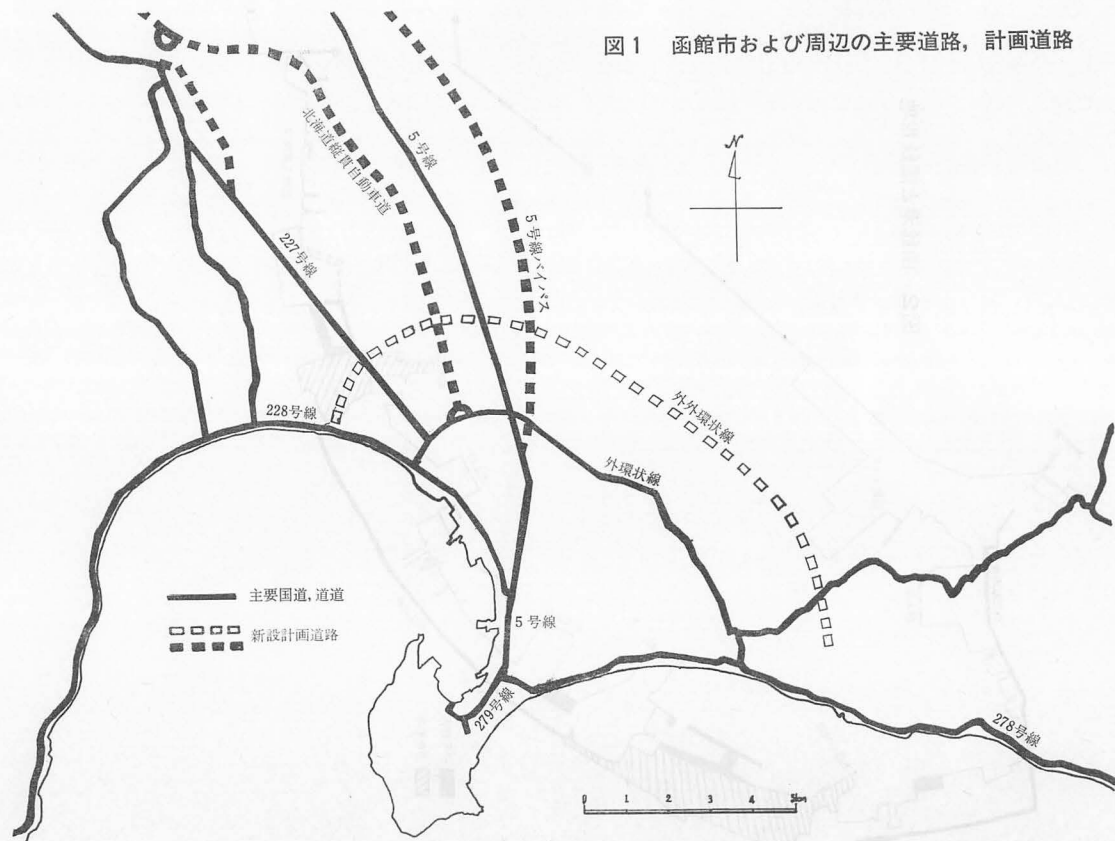 図1 函館市および周辺の主要道路，計画道路
N
5号線
北海道縦貫自動車道
5号線バイパス
227号線
外外環状線
228号線
外環状線
主要国道，道道
新設計画道路
5号線
279号線
278号線
0 1 2 3 4 5km